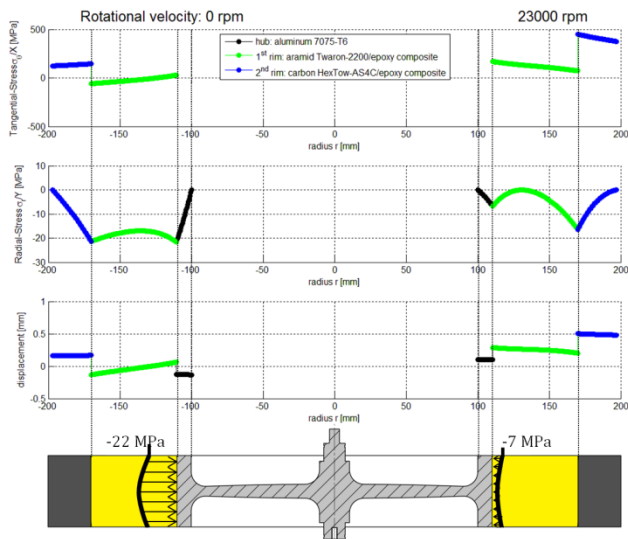 Rotational velocity: 0 rpm
23000 rpm
hub: aluminum 7075-T6
1st rim: aramid Twaron-2200/epoxy composite
2nd rim: carbon HexTow-AS4C/epoxy composite
Tangential-Stress σt/X [MPa]
500
0
500
-200 -150 -100 -50 0 50 100 150 200
radius r [mm]
Radial-Stress σr/Y [MPa]
10
0
-10
-20
-30
-200 -150 -100 -50 0 50 100 150 200
radius r [mm]
displacement [mm]
1
0.5
0
0.5
-200 -150 -100 -50 0 50 100 150 200
radius r [mm]
-22 MPa
-7 MPa